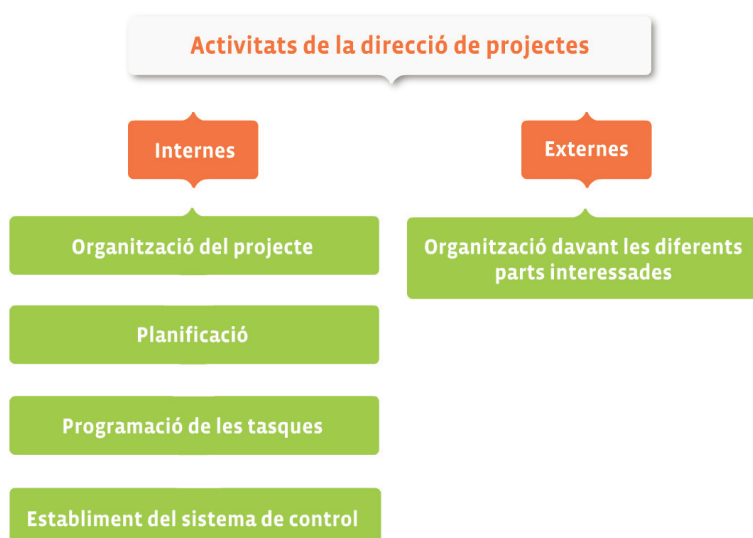 Activitats de la direcció de projectes
Internes
Externes
Organització del projecte
Organització davant les diferents
parts interessades
Planificació
Programació de les tasques
Establiment del sistema de control